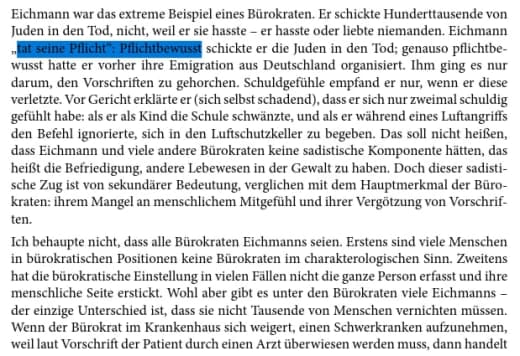 Eichmann war das extreme Beispiel eines Bürokraten. Er schickte Hunderttausende von
Juden in den Tod, nicht, weil er sie hasste – er hasste oder liebte niemanden. Eichmann
„tat seine Pflicht“: Pflichtbewusst schickte er die Juden in den Tod; genauso pflichtbe-
wusst hatte er vorher ihre Emigration aus Deutschland organisiert. Ihm ging es nur
darum, den Vorschriften zu gehorchen. Schuldgefühle empfand er nur, wenn er diese
verletzte. Vor Gericht erklärte er (sich selbst schadend), dass er sich nur zweimal schuldig
gefühlt habe: als er als Kind die Schule schwänzte, und als er während eines Luftangriffs
den Befehl ignorierte, sich in den Luftschutzkeller zu begeben. Das soll nicht heißen,
dass Eichmann und viele andere Bürokraten keine sadistische Komponente hätten, das
heißt die Befriedigung, andere Lebewesen in der Gewalt zu haben. Doch dieser sadisti-
sche Zug ist von sekundärer Bedeutung, verglichen mit dem Hauptmerkmal der Büro-
kraten: ihrem Mangel an menschlichem Mitgefühl und ihrer Vergötzung von Vorschrif-
ten.
Ich behaupte nicht, dass alle Bürokraten Eichmanns seien. Erstens sind viele Menschen
in bürokratischen Positionen keine Bürokraten im charakterologischen Sinn. Zweitens
hat die bürokratische Einstellung in vielen Fällen nicht die ganze Person erfasst und ihre
menschliche Seite erstickt. Wohl aber gibt es unter den Bürokraten viele Eichmanns –
der einzige Unterschied ist, dass sie nicht Tausende von Menschen vernichten müssen.
Wenn der Bürokrat im Krankenhaus sich weigert, einen Schwerkranken aufzunehmen,
weil laut Vorschrift der Patient durch einen Arzt überwiesen werden muss, dann handelt